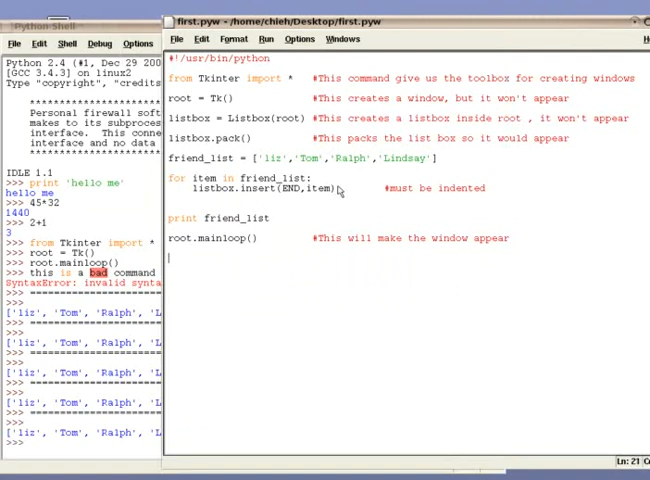 Python Shell
File Edit Shell Debug Options
Python 2.4 (#1, Dec 29 200
[GCC 3.4.3] on linux2
Type "copyright", "credits
****************************
Personal firewall soft
makes to its subproces
interface. This conne
interface and no data
****************************
IDLE 1.1
>>> print 'hello me'
hello me
>>> 45*32
1440
>>> 2+1
3
>>> from Tkinter import *
>>> root = Tk()
>>> root.mainloop()
>>> this is a bad command
SyntaxError: invalid synta
>>> ======================
>>>
['liz', 'Tom', 'Ralph', 'L
>>> ======================
>>>
['liz', 'Tom', 'Ralph', 'L
>>> ======================
>>>
['liz', 'Tom', 'Ralph', 'L
>>> ======================
>>>
['liz', 'Tom', 'Ralph', 'L
>>> ======================
>>>
['liz', 'Tom', 'Ralph', 'L
>>>
first.pyw - /home/chieh/Desktop/first.pyw
File Edit Format Run Options Windows He
#!/usr/bin/python
from Tkinter import * #This command give us the toolbox for creating windows
root = Tk() #This creates a window, but it won't appear
listbox = Listbox(root) #This creates a listbox inside root , it won't appear
listbox.pack() #This packs the list box so it would appear
friend_list = ['liz','Tom','Ralph','Lindsay']
for item in friend_list:
listbox.insert(END,item) #must be indented
print friend_list
root.mainloop() #This will make the window appear
Ln: 21 Co